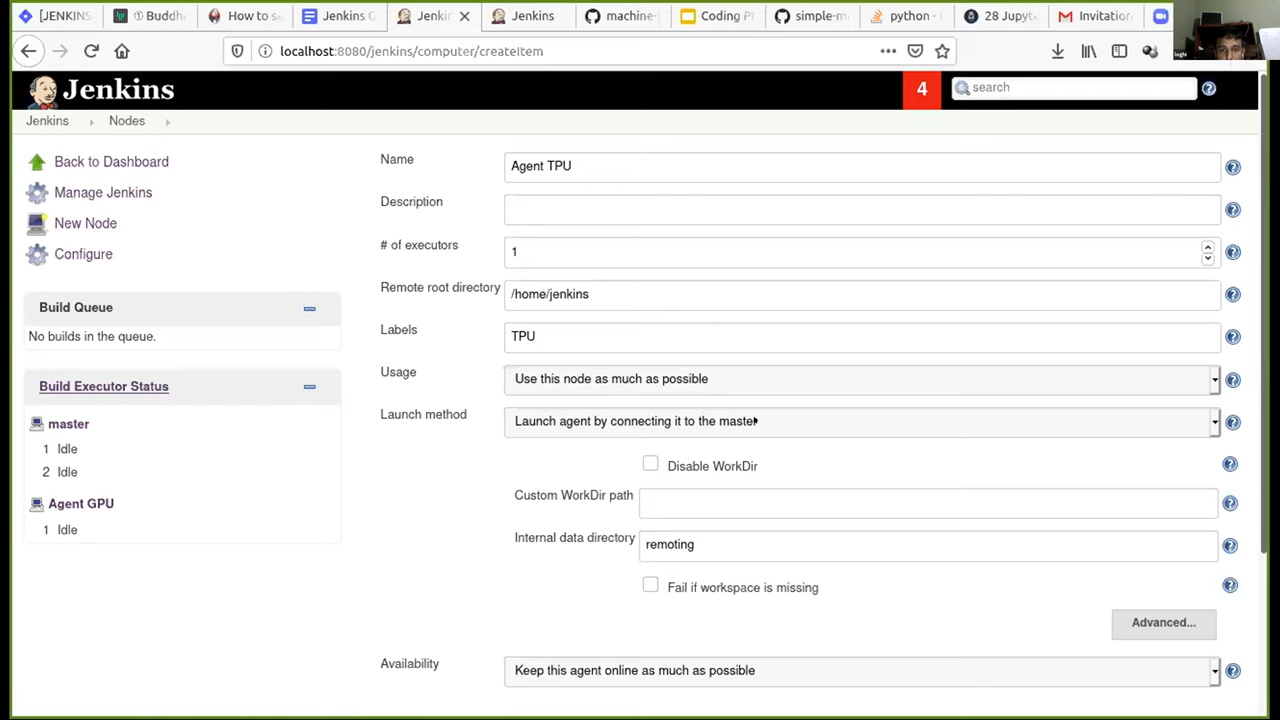 [JENKINS
① Buddh
How to se
Jenkins G
Jenkin
Jenkins
machine-
Coding P
simple-m
python -
28 Jupyte
Invitation
localhost:8080/jenkins/computer/createItem
loghi
Jenkins
4
search
Jenkins
Nodes
Back to Dashboard
Manage Jenkins
New Node
Configure
Build Queue
No builds in the queue.
Build Executor Status
master
1 Idle
2 Idle
Agent GPU
1 Idle
Name
Agent TPU
Description
# of executors
1
Remote root directory
/home/jenkins
Labels
TPU
Usage
Use this node as much as possible
Launch method
Launch agent by connecting it to the master
Disable WorkDir
Custom WorkDir path
Internal data directory
remoting
Fail if workspace is missing
Advanced...
Availability
Keep this agent online as much as possible